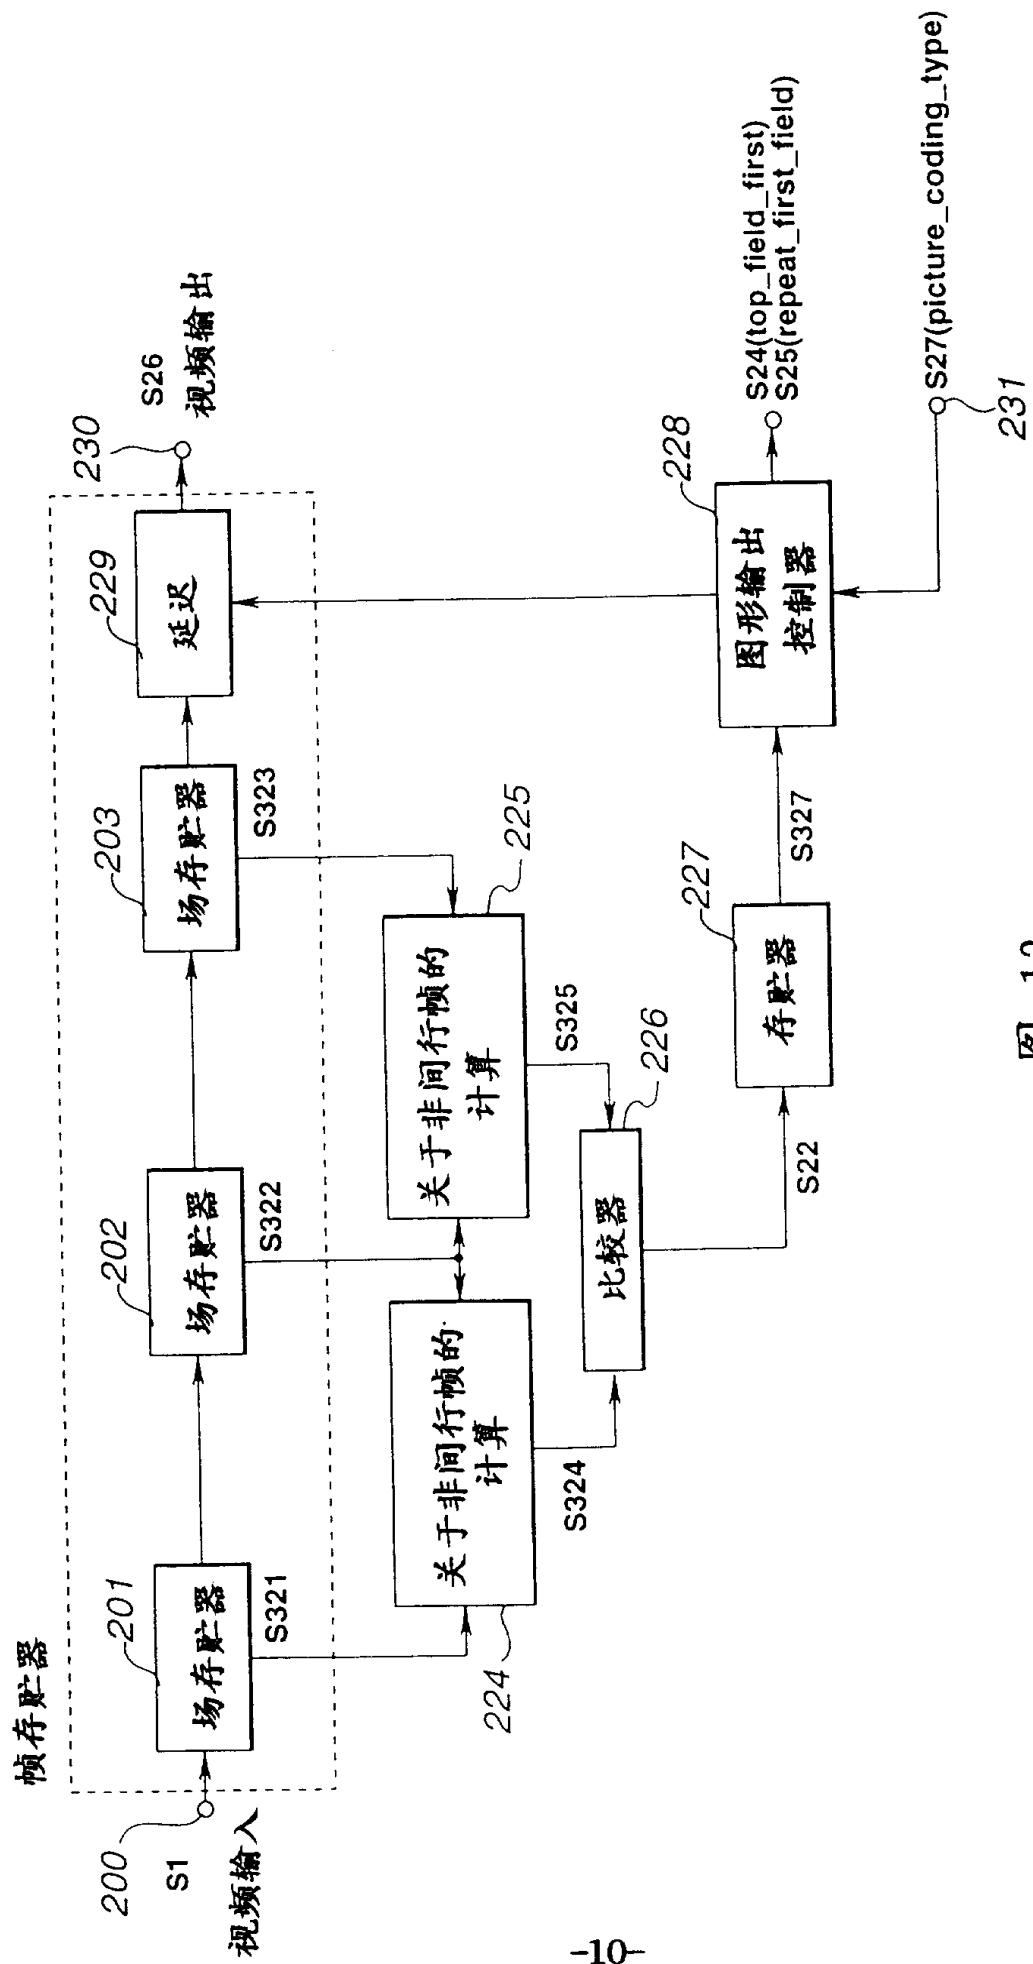 帧存贮器
200
S1
视频输入
201
场存贮器
S321
202
场存贮器
S322
203
场存贮器
S323
229
延迟
230
S26
视频输出
224
关于非间行帧的
计算
S324
225
关于非间行帧的
计算
S325
226
比较器
S22
227
存贮器
S327
228
图形输出
控制器
S24(top_field_first)
S25(repeat_first_field)
S27(picture_coding_type)
231
-10-